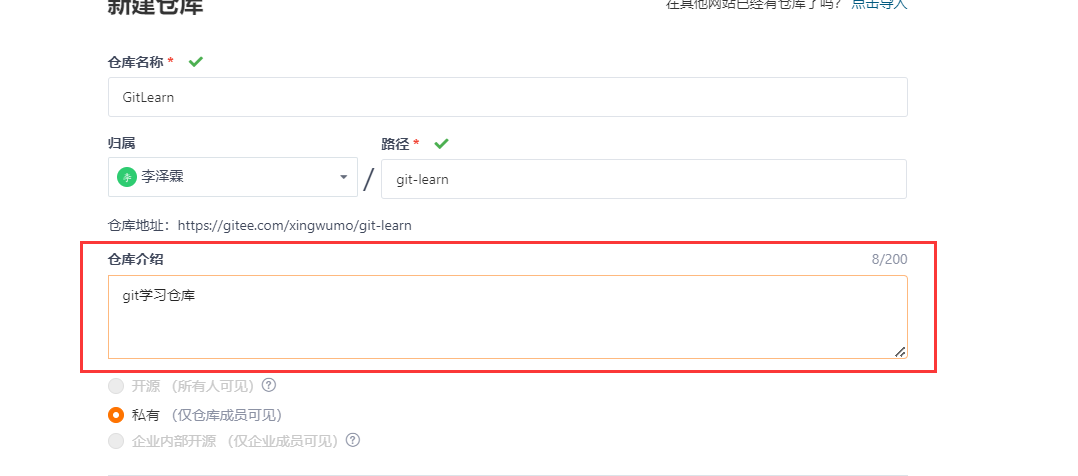 新建仓库
在其他网站已经有仓库了吗？ 点击导入
仓库名称 *
GitLearn
归属
路径 *
李 李泽霖 / git-learn
仓库地址：https://gitee.com/xingwumo/git-learn
仓库介绍 8/200
git学习仓库
开源 （所有人可见） ?
私有 （仅仓库成员可见）
企业内部开源 （仅企业成员可见） ?